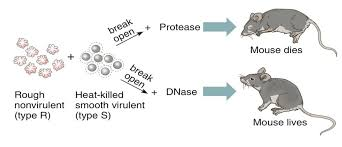 break
open
+ Protease
Mouse dies
+
break
open
+ DNase
Mouse lives
Rough
nonvirulent
(type R)
Heat-killed
smooth virulent
(type S)